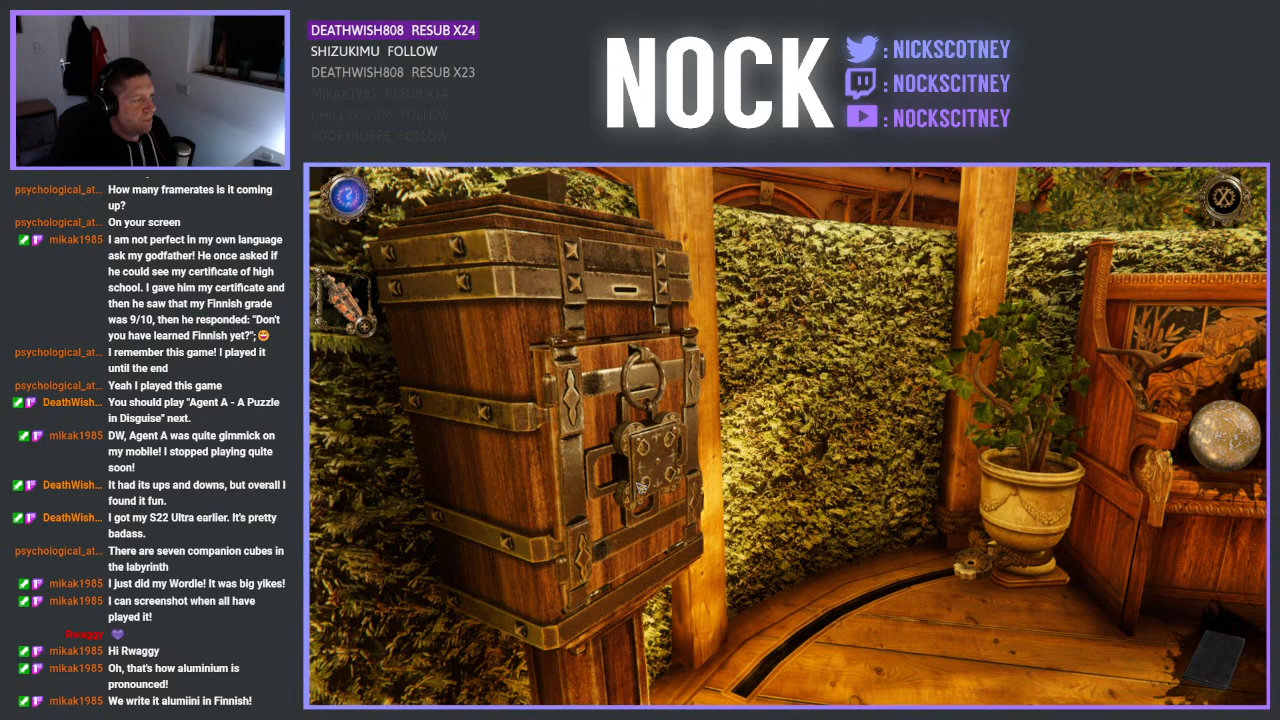 DEATHWISH808 RESUB X24
SHIZUKIMU FOLLOW
DEATHWISH808 RESUB X23
MIKAK1985 RESUB X14
FOLLOW
FOLLOW
NOCK
: NICKSCOTNEY
: NOCKSCITNEY
: NOCKSCITNEY
psychological_at... How many framerates is it coming
up?
psychological_at... On your screen
mikak1985 I am not perfect in my own language
ask my godfather! He once asked if
he could see my certificate of high
school. I gave him my certificate and
then he saw that my Finnish grade
was 9/10, then he responded: "Don't
you have learned Finnish yet?";
psychological_at... I remember this game! I played it
until the end
psychological_at... Yeah I played this game
DeathWish... You should play "Agent A - A Puzzle
in Disguise" next.
mikak1985 DW, Agent A was quite gimmick on
my mobile! I stopped playing quite
soon!
DeathWish... It had its ups and downs, but overall I
found it fun.
DeathWish... I got my S22 Ultra earlier. It's pretty
badass.
psychological_at... There are seven companion cubes in
the labyrinth
mikak1985 I just did my Wordle! It was big yikes!
mikak1985 I can screenshot when all have
played it!
Rwaggy
mikak1985 Hi Rwaggy
mikak1985 Oh, that's how aluminium is
pronounced!
mikak1985 We write it alumiini in Finnish!